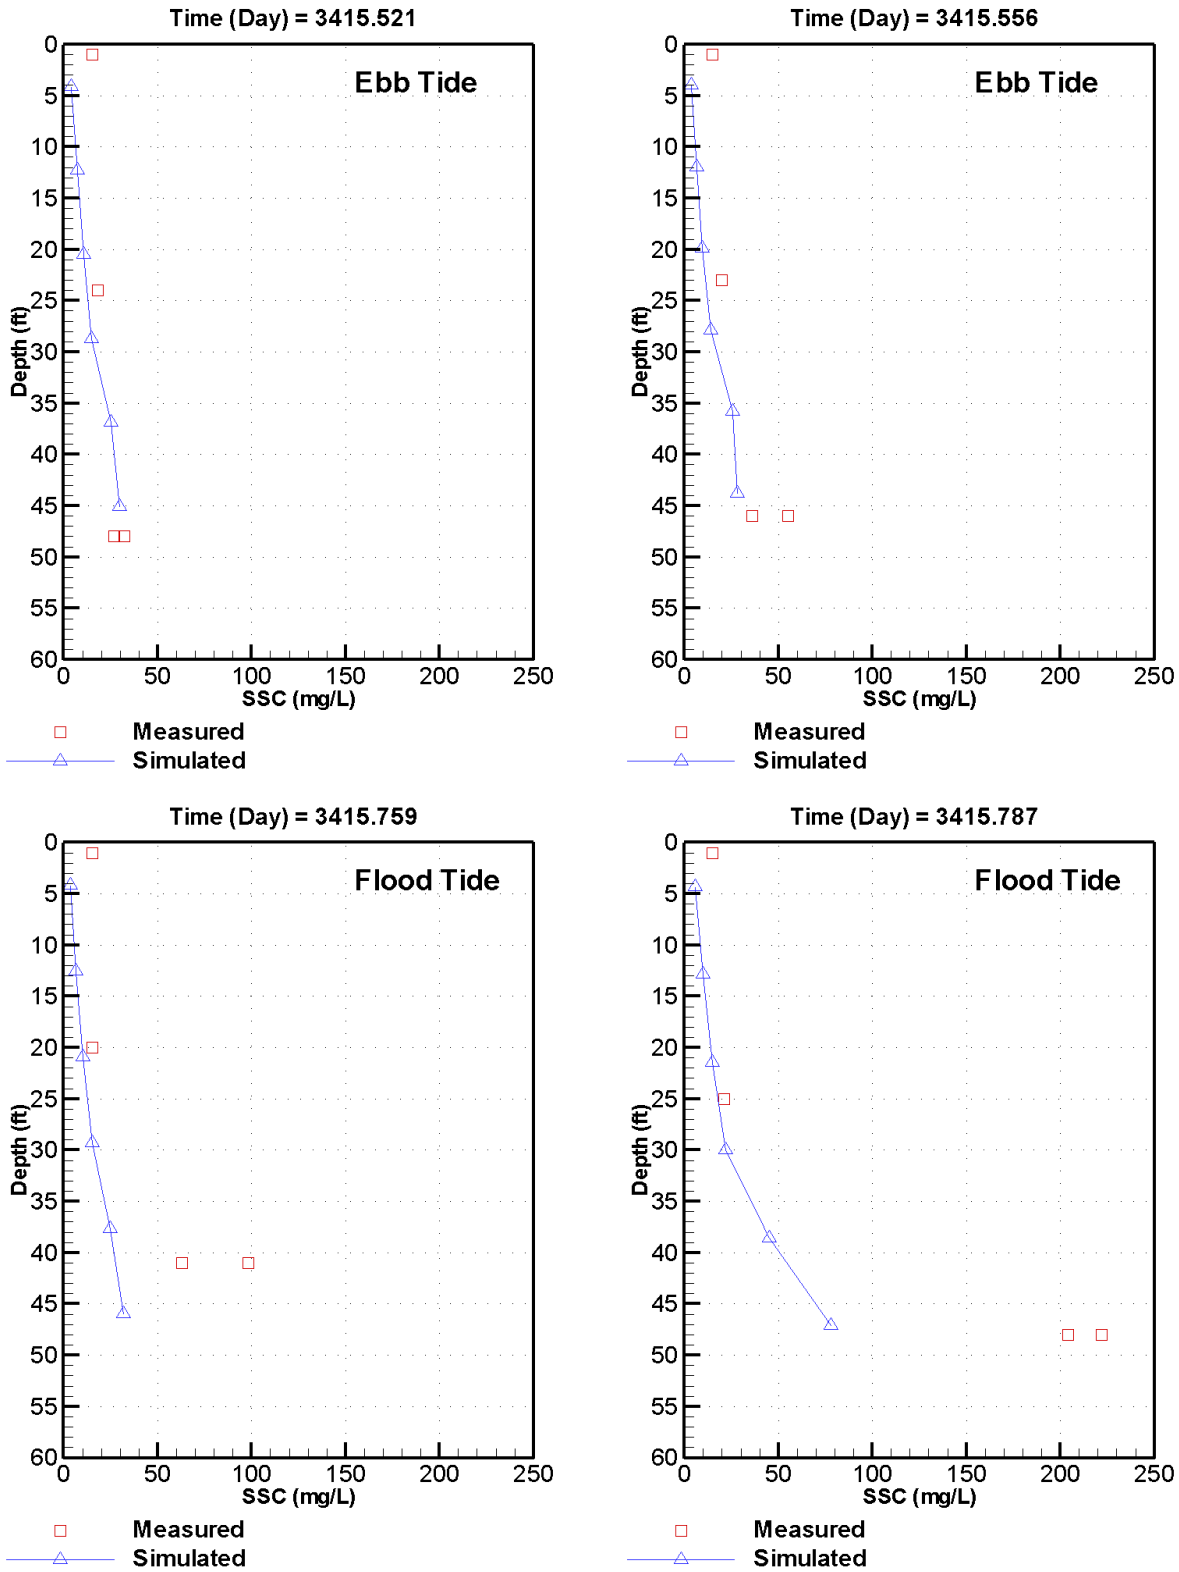 Time (Day) = 3415.521
Ebb Tide
0
5
10
15
20
25
30
35
40
45
50
55
60
Depth (ft)
0 50 100 150 200 250
SSC (mg/L)
Measured
Simulated
Time (Day) = 3415.556
Ebb Tide
0
5
10
15
20
25
30
35
40
45
50
55
60
Depth (ft)
0 50 100 150 200 250
SSC (mg/L)
Measured
Simulated
Time (Day) = 3415.759
Flood Tide
0
5
10
15
20
25
30
35
40
45
50
55
60
Depth (ft)
0 50 100 150 200 250
SSC (mg/L)
Measured
Simulated
Time (Day) = 3415.787
Flood Tide
0
5
10
15
20
25
30
35
40
45
50
55
60
Depth (ft)
0 50 100 150 200 250
SSC (mg/L)
Measured
Simulated